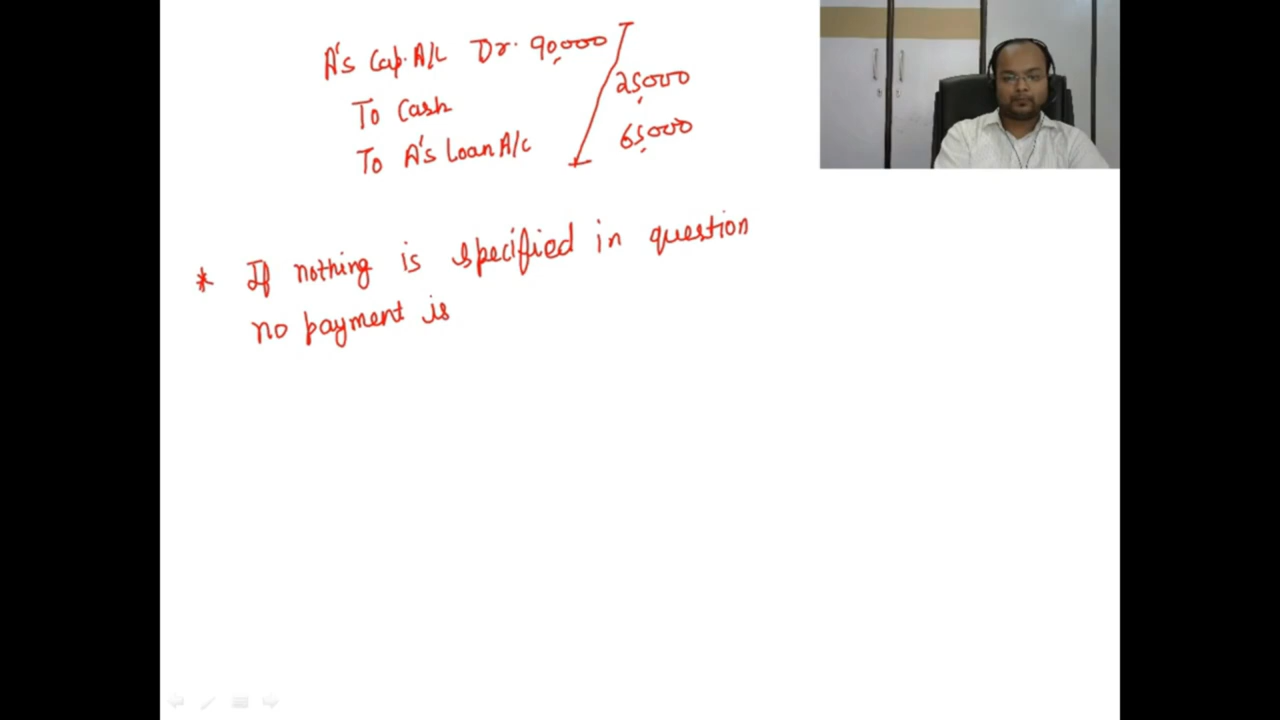 A's Cap. A/c Dr. 90,000
To Cash 25,000
To A's Loan A/c 65,000
* If nothing is specified in question
no payment is